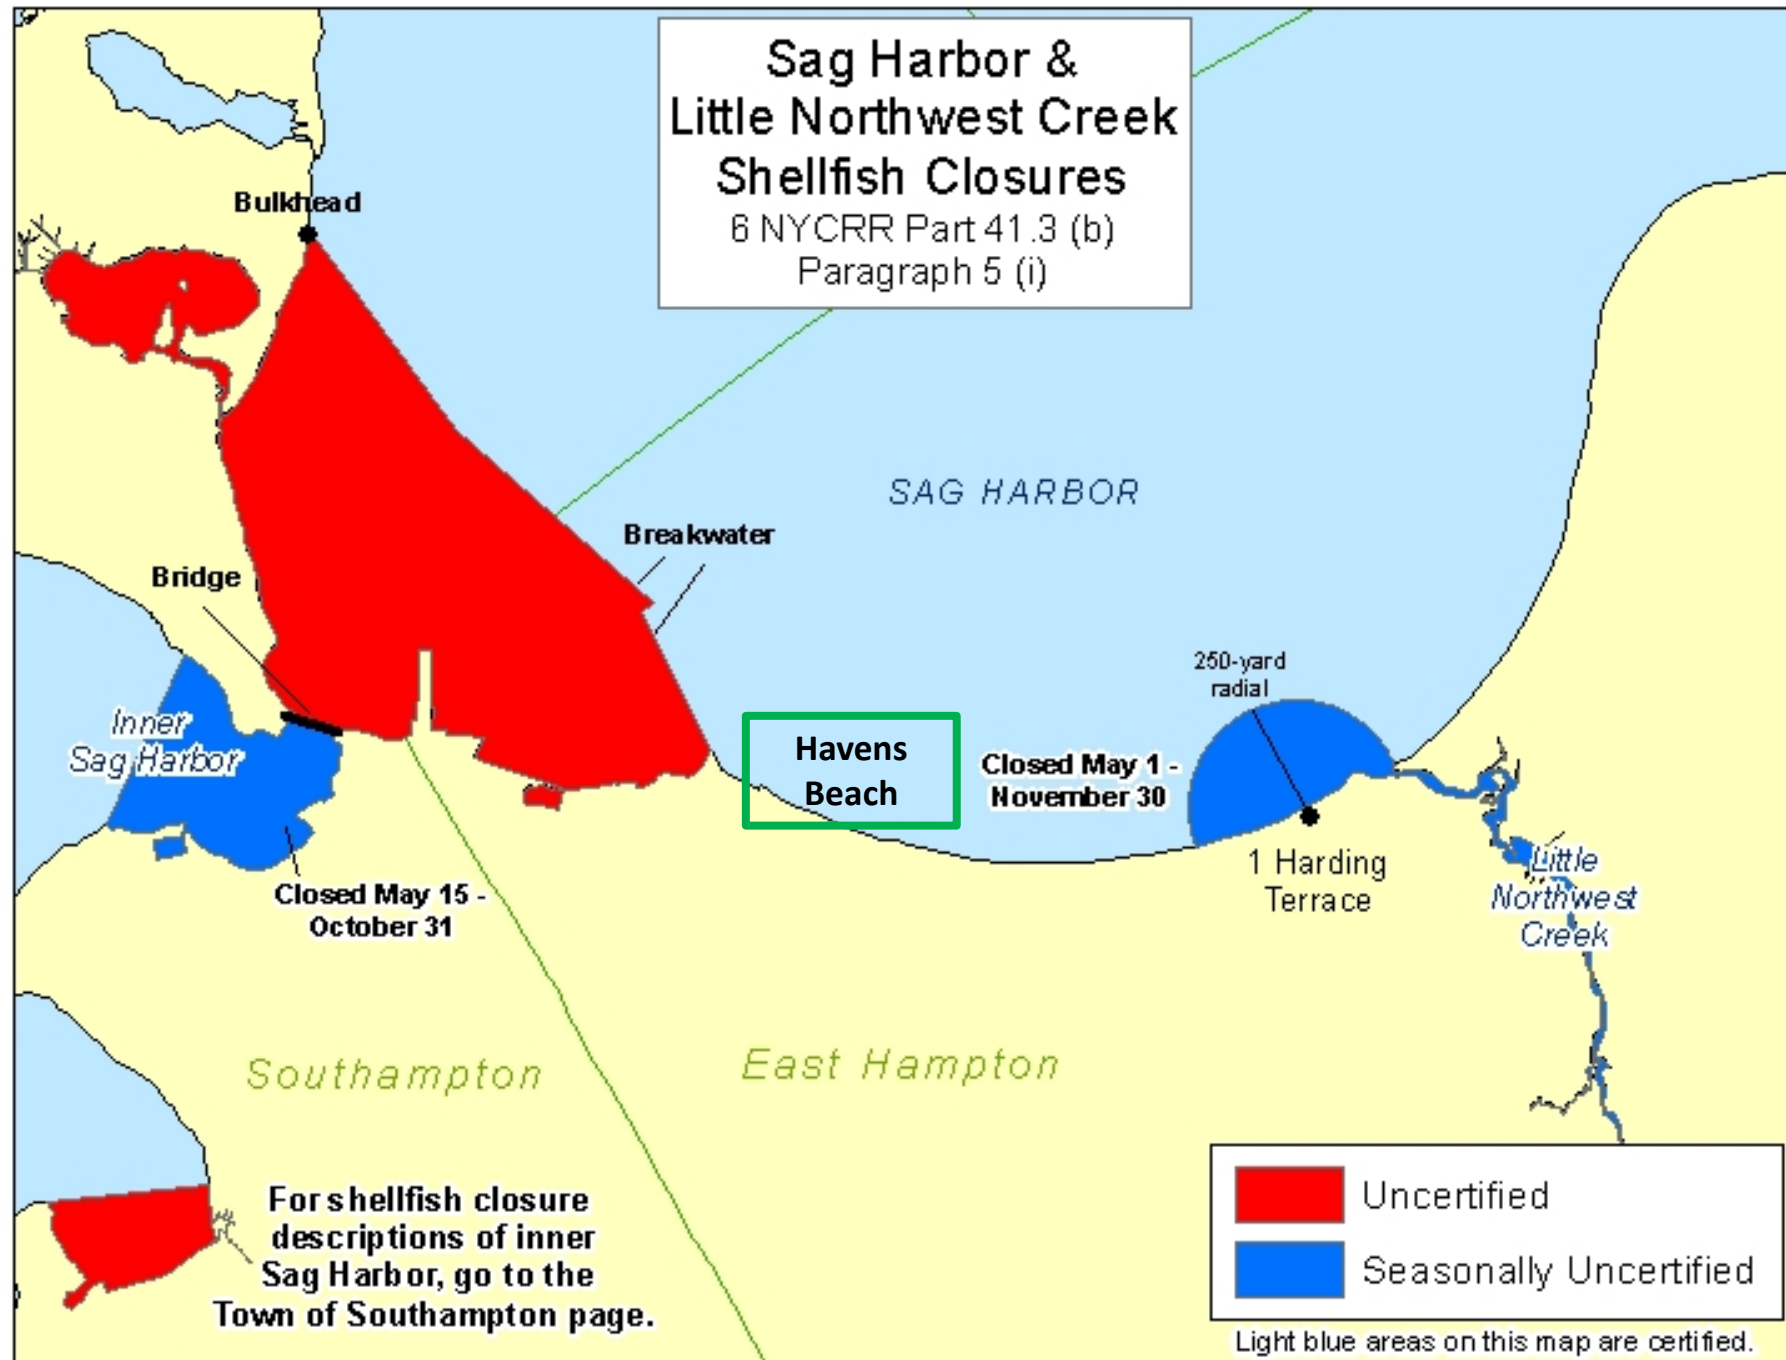 Sag Harbor &
Little Northwest Creek
Shellfish Closures
6 NYCRR Part 41.3 (b)
Paragraph 5 (i)
Bulkhead
SAG HARBOR
Breakwater
Bridge
250-yard
radial
Inner
Sag Harbor
Havens
Beach
Closed May 1 -
November 30
1 Harding
Terrace
Little
Northwest
Creek
Closed May 15 -
October 31
Southampton
East Hampton
For shellfish closure
descriptions of inner
Sag Harbor, go to the
Town of Southampton page.
Uncertified
Seasonally Uncertified
Light blue areas on this map are certified.